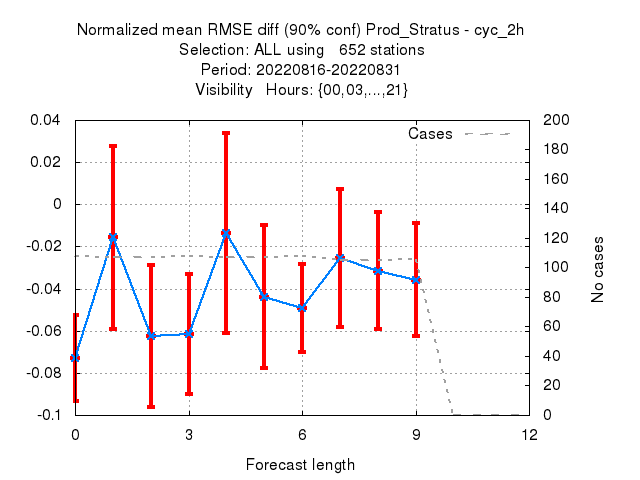 Normalized mean RMSE diff (90% conf) Prod_Stratus - cyc_2h
Selection: ALL using   652 stations
Period: 20220816-20220831
Visibility   Hours: {00,03,...,21}
0.04
0.02
0
-0.02
-0.04
-0.06
-0.08
-0.1
Cases
200
180
160
140
120
100
80
60
40
20
0
No cases
0 3 6 9 12
Forecast length